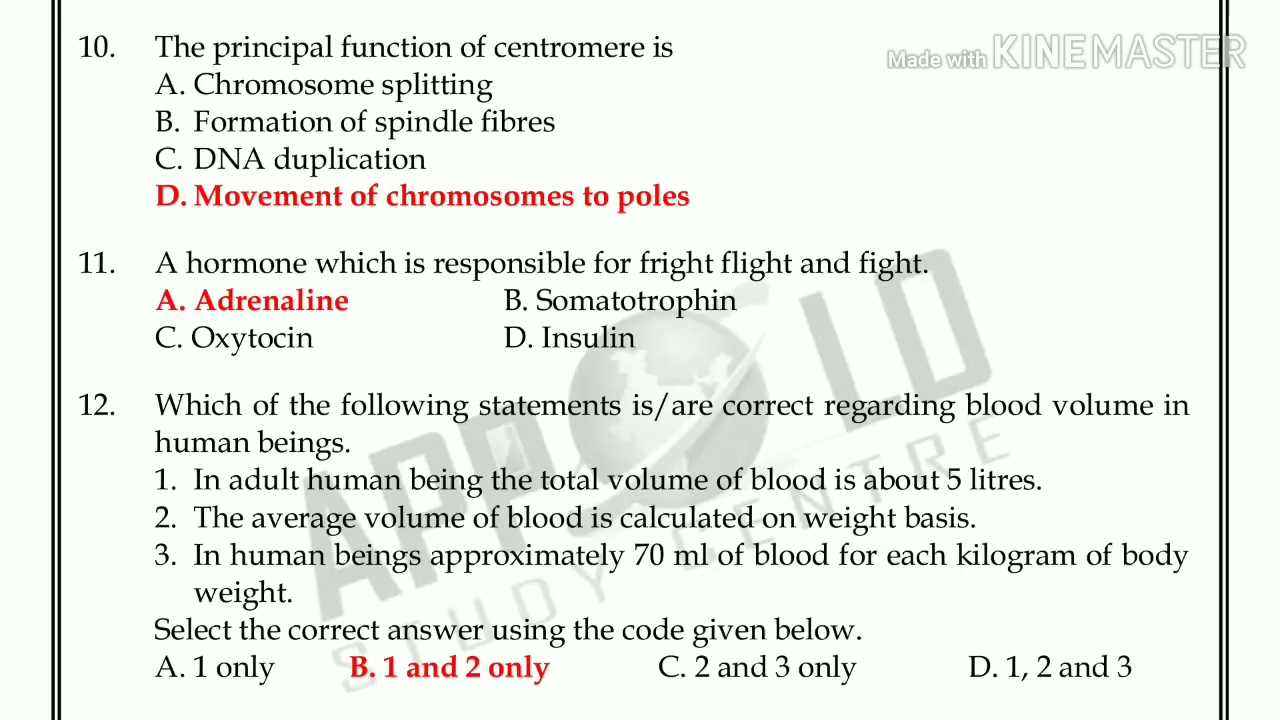 Made with KINEMASTER
10. The principal function of centromere is
A. Chromosome splitting
B. Formation of spindle fibres
C. DNA duplication
D. Movement of chromosomes to poles
11. A hormone which is responsible for fright flight and fight.
A. Adrenaline B. Somatotrophin
C. Oxytocin D. Insulin
12. Which of the following statements is/are correct regarding blood volume in
human beings.
1. In adult human being the total volume of blood is about 5 litres.
2. The average volume of blood is calculated on weight basis.
3. In human beings approximately 70 ml of blood for each kilogram of body
weight.
Select the correct answer using the code given below.
A. 1 only B. 1 and 2 only C. 2 and 3 only D. 1, 2 and 3
APPOLO
STUDY CENTRE